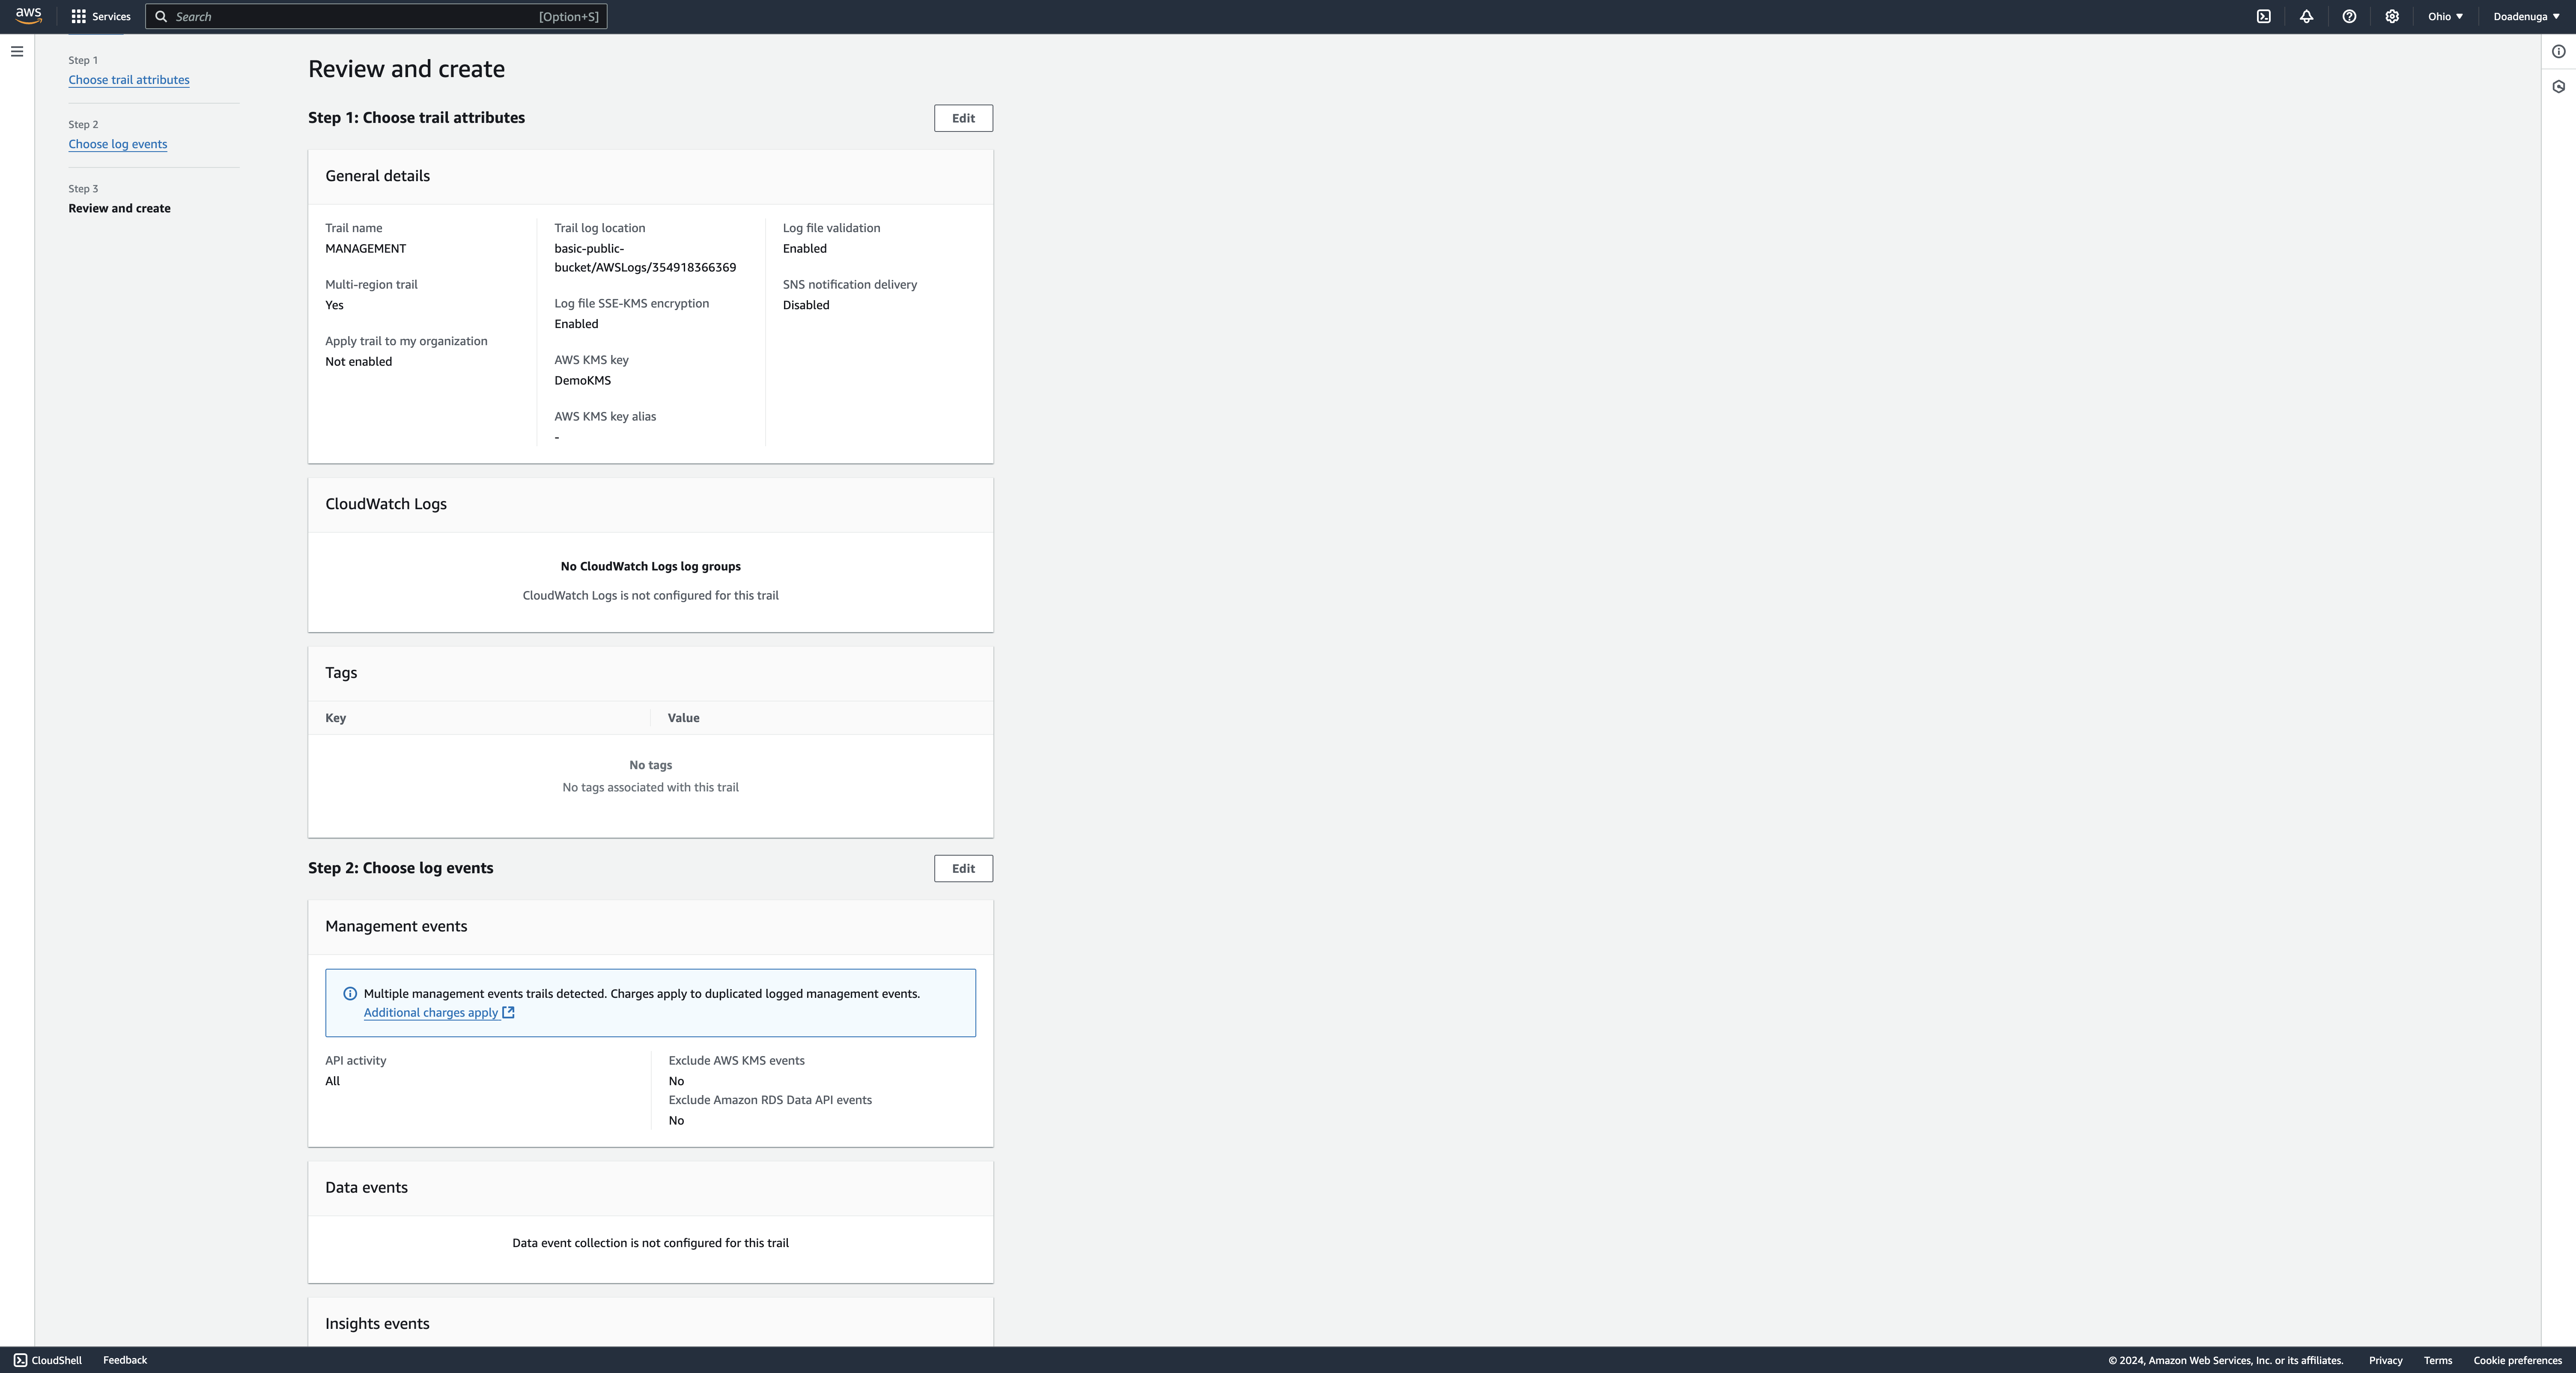 aws
Services
Search
[Option+S]
Ohio ▼
Doadenuga ▼
Step 1
Choose trail attributes
Step 2
Choose log events
Step 3
Review and create
Review and create
Step 1: Choose trail attributes
Edit
General details
Trail name
MANAGEMENT
Multi-region trail
Yes
Apply trail to my organization
Not enabled
Trail log location
basic-public-
bucket/AWSLogs/354918366369
Log file SSE-KMS encryption
Enabled
AWS KMS key
DemoKMS
AWS KMS key alias
-
Log file validation
Enabled
SNS notification delivery
Disabled
CloudWatch Logs
No CloudWatch Logs log groups
CloudWatch Logs is not configured for this trail
Tags
Key
Value
No tags
No tags associated with this trail
Step 2: Choose log events
Edit
Management events
Multiple management events trails detected. Charges apply to duplicated logged management events.
Additional charges apply
API activity
All
Exclude AWS KMS events
No
Exclude Amazon RDS Data API events
No
Data events
Data event collection is not configured for this trail
Insights events
CloudShell
Feedback
© 2024, Amazon Web Services, Inc. or its affiliates.
Privacy
Terms
Cookie preferences